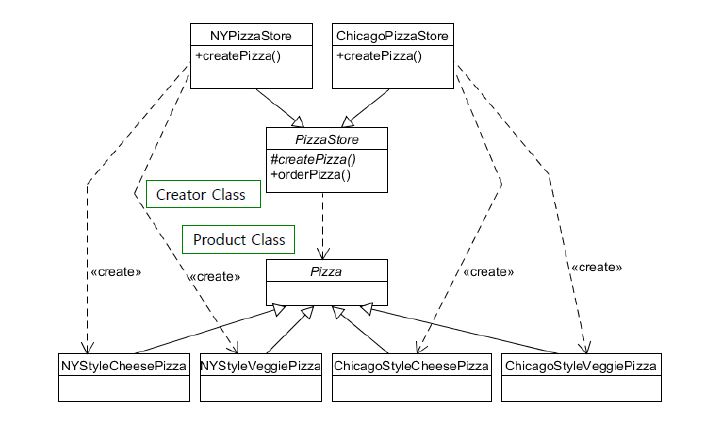 NYPizzaStore
+createPizza()
ChicagoPizzaStore
+createPizza()
PizzaStore
#createPizza()
+orderPizza()
Creator Class
Product Class
Pizza
«create»
«create»
«create»
«create»
NYStyleCheesePizza
NYStyleVeggiePizza
ChicagoStyleCheesePizza
ChicagoStyleVeggiePizza